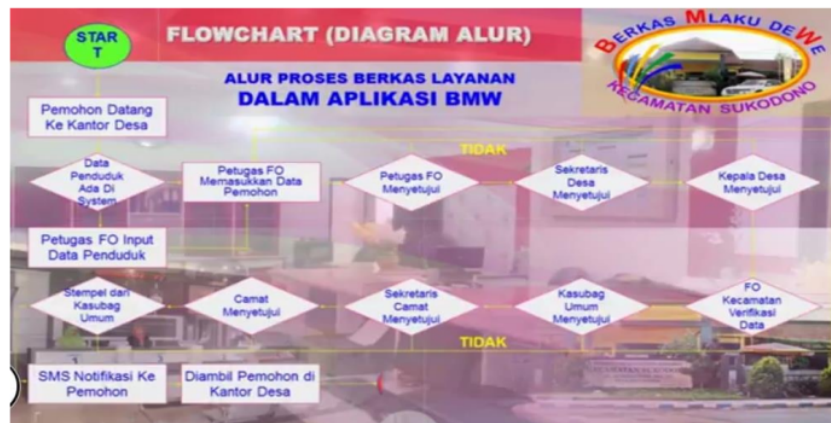 STAR
T
FLOWCHART (DIAGRAM ALUR)
BERKAS MLAKU DEWE
KECAMATAN SUKODONO
ALUR PROSES BERKAS LAYANAN
DALAM APLIKASI BMW
Pemohon Datang
Ke Kantor Desa
TIDAK
Data
Penduduk
Ada Di
System
Petugas FO
Memasukkan Data
Pemohon
Petugas FO
Menyetujui
Sekretaris
Desa
Menyetujui
Kepala Desa
Menyetujui
Petugas FO Input
Data Penduduk
Stempel dan
Kasubag
Umum
Camat
Menyetujui
Sekretaris
Camat
Menyetujui
Kasubag
Umum
Menyetujui
FO
Kecamatan
Verifikasi
Data
TIDAK
SMS Notifikasi Ke
Pemohon
Diambil Pemohon di
Kantor Desa